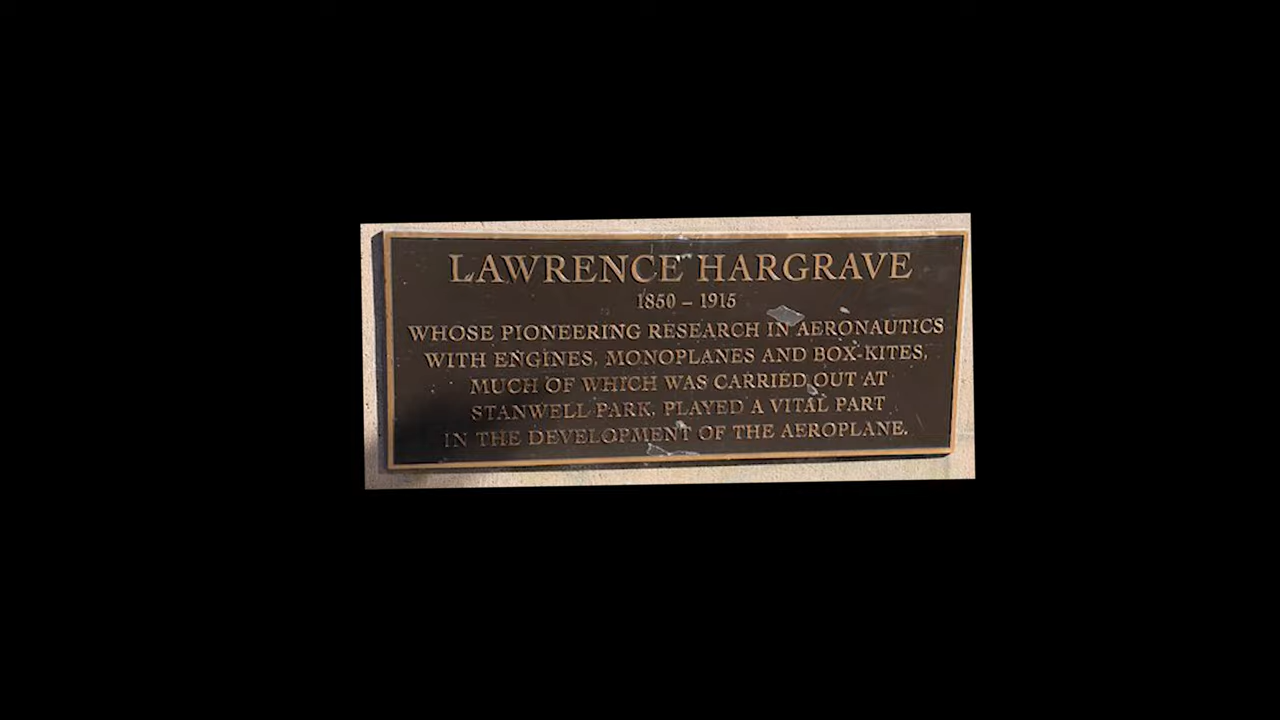 LAWRENCE HARGRAVE
1850 – 1915
WHOSE PIONEERING RESEARCH IN AERONAUTICS
WITH ENGINES, MONOPLANES AND BOX-KITES,
MUCH OF WHICH WAS CARRIED OUT AT
STANWELL PARK, PLAYED A VITAL PART
IN THE DEVELOPMENT OF THE AEROPLANE.